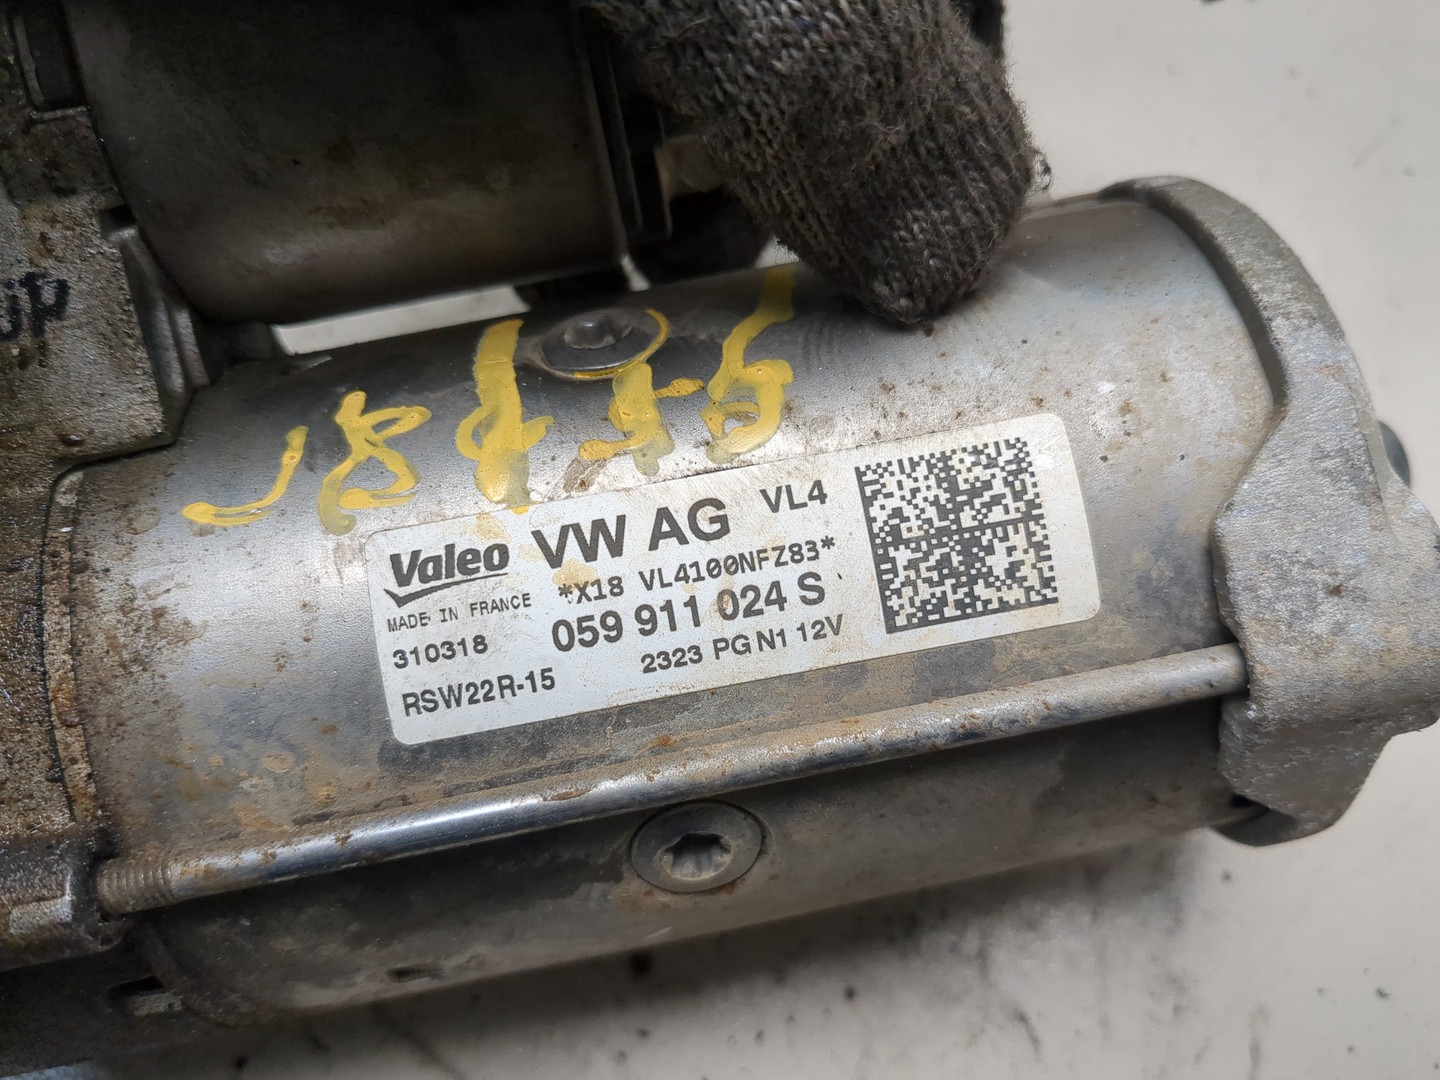 Valeo VW AG VL4
*X18 VL4100NFZ83*
MADE IN FRANCE
059 911 024 S
310318
2323 PG N1 12V
RSW22R-15